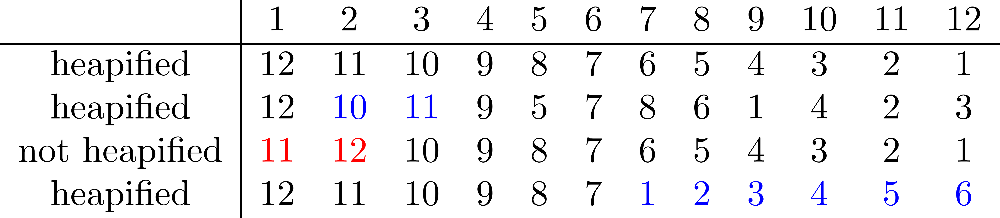 1 2 3 4 5 6 7 8 9 10 11 12
heapified 12 11 10 9 8 7 6 5 4 3 2 1
heapified 12 10 11 9 5 7 8 6 1 4 2 3
not heapified 11 12 10 9 8 7 6 5 4 3 2 1
heapified 12 11 10 9 8 7 1 2 3 4 5 6